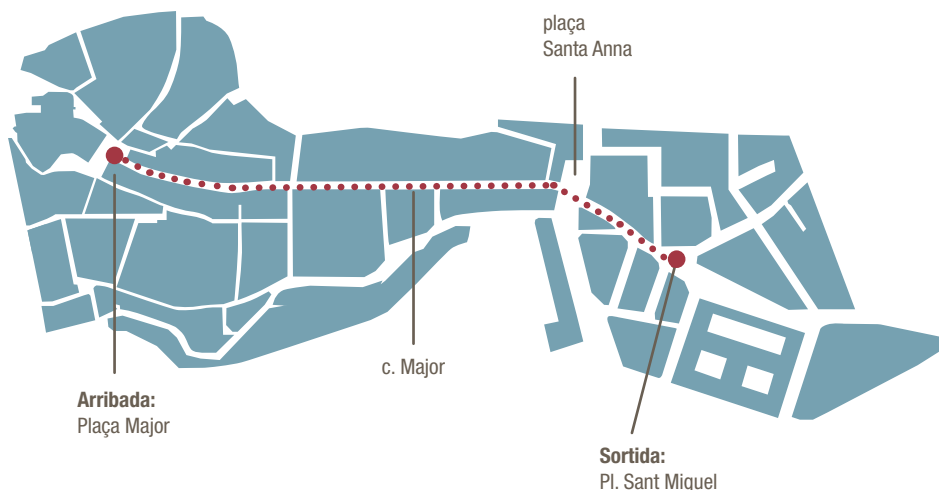 plaça
Santa Anna
c. Major
Arribada:
Plaça Major
Sortida:
Pl. Sant Miquel